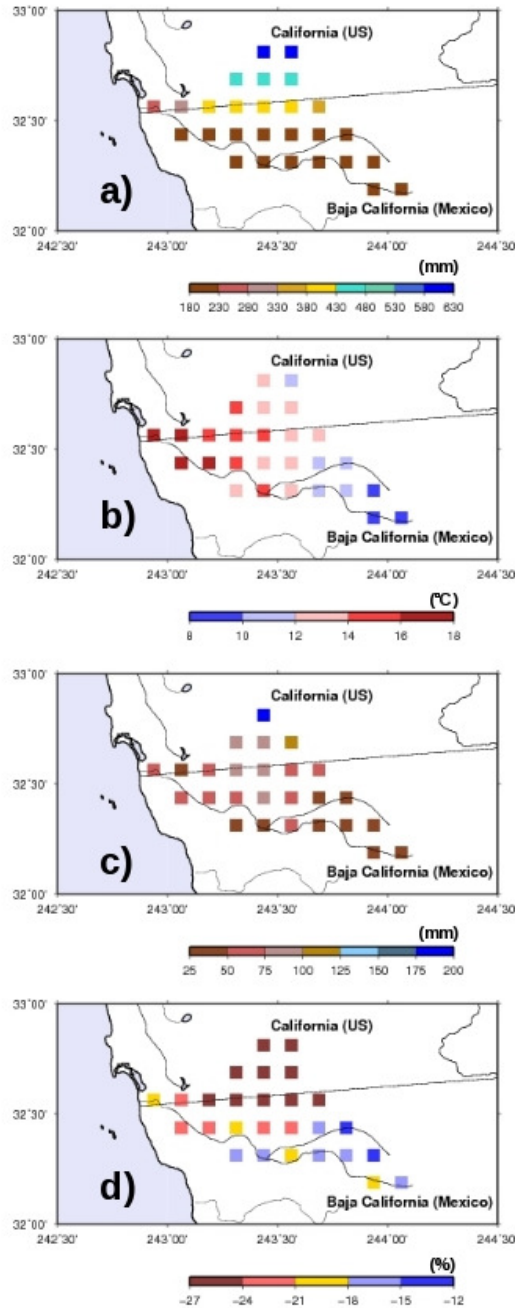 33˚00'
California (US)
32˚30'
a)
Baja California (Mexico)
32˚00'
242˚30' 243˚00' 243˚30' 244˚00' 244˚30'
(mm)
180 230 280 330 380 430 480 530 580 630
33˚00'
California (US)
32˚30'
b)
Baja California (Mexico)
32˚00'
242˚30' 243˚00' 243˚30' 244˚00' 244˚30'
(ºC)
8 10 12 14 16 18
33˚00'
California (US)
32˚30'
c)
Baja California (Mexico)
32˚00'
242˚30' 243˚00' 243˚30' 244˚00' 244˚30'
(mm)
25 50 75 100 125 150 175 200
33˚00'
California (US)
32˚30'
d)
Baja California (Mexico)
32˚00'
242˚30' 243˚00' 243˚30' 244˚00' 244˚30'
(%)
−27 −24 −21 −18 −15 −12